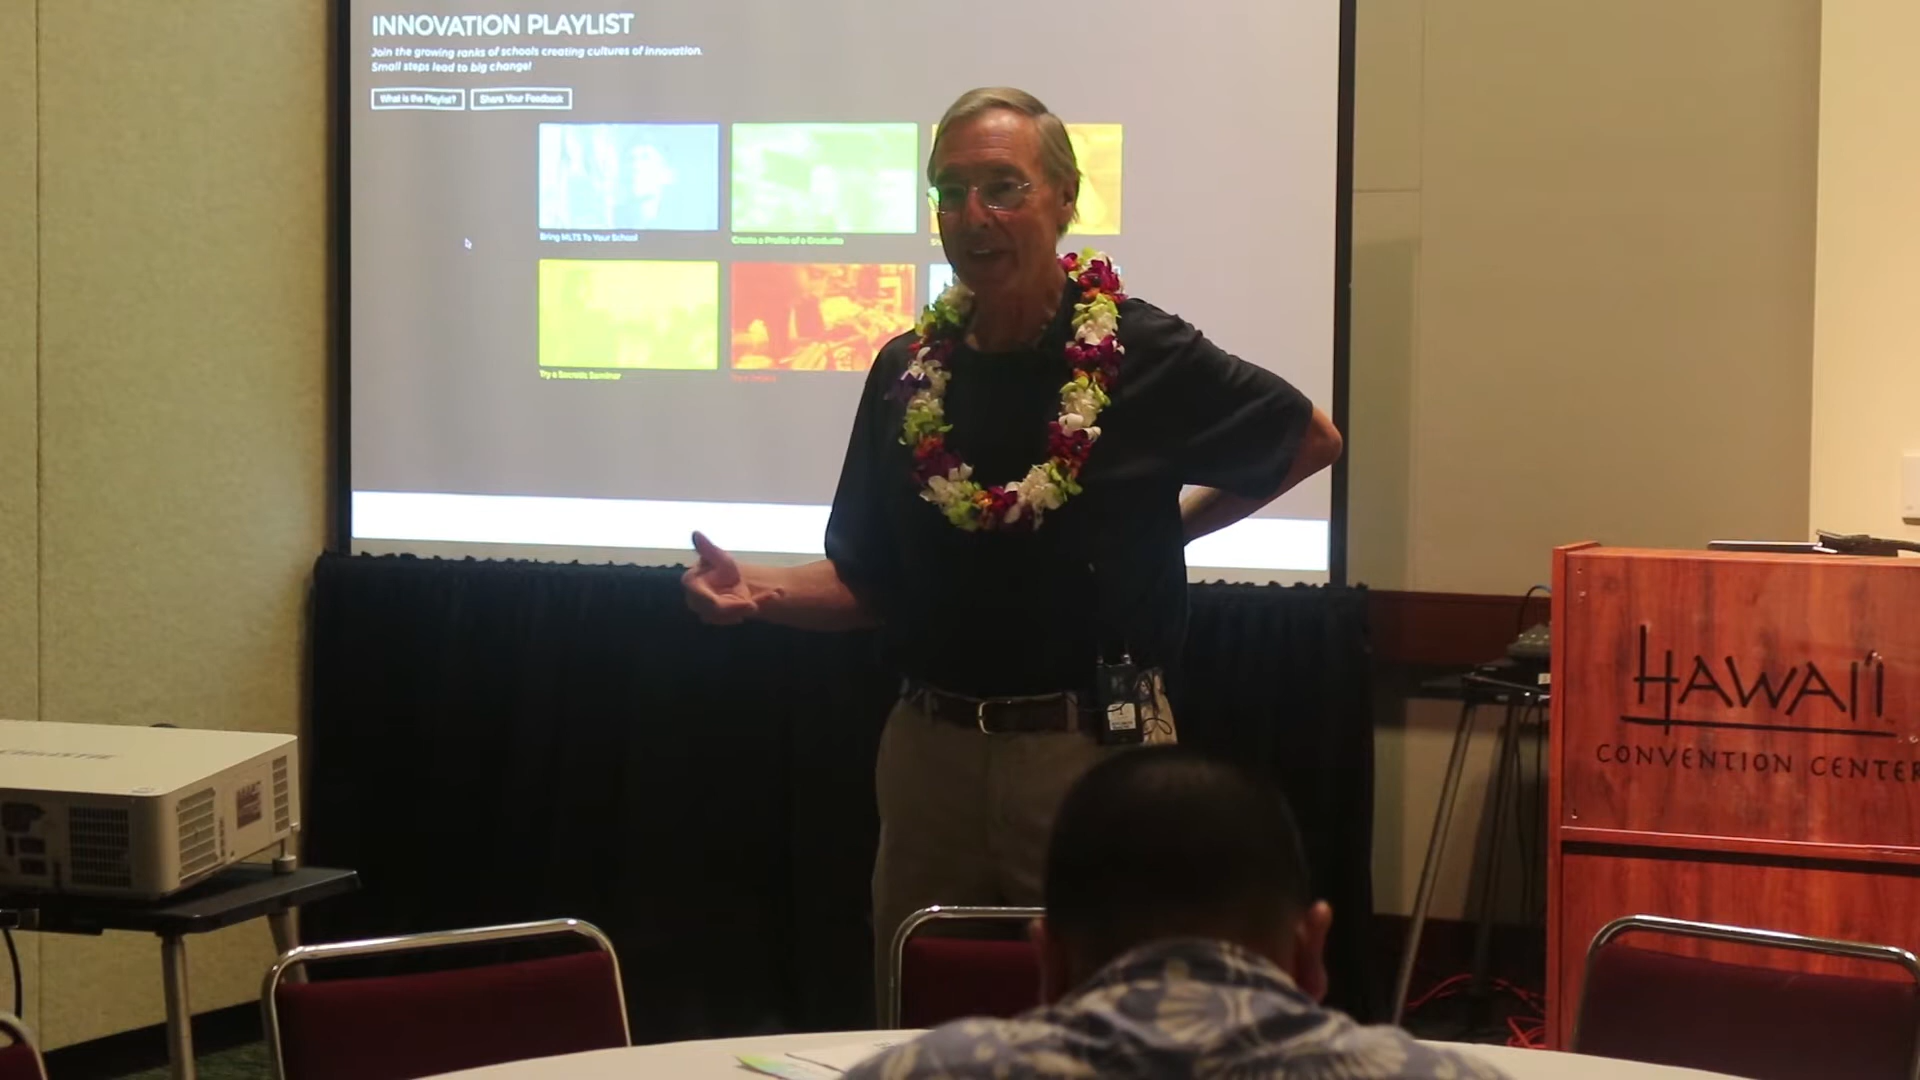 INNOVATION PLAYLIST
Join the growing ranks of schools creating cultures of innovation.
Small steps lead to big change!
What is the Playlist? Share Your Feedback
Bring MLTS To Your School
Create a Profile of a Graduate
Try a Socratic Seminar
HAWAI'I
CONVENTION CENTER
CHRISTIE